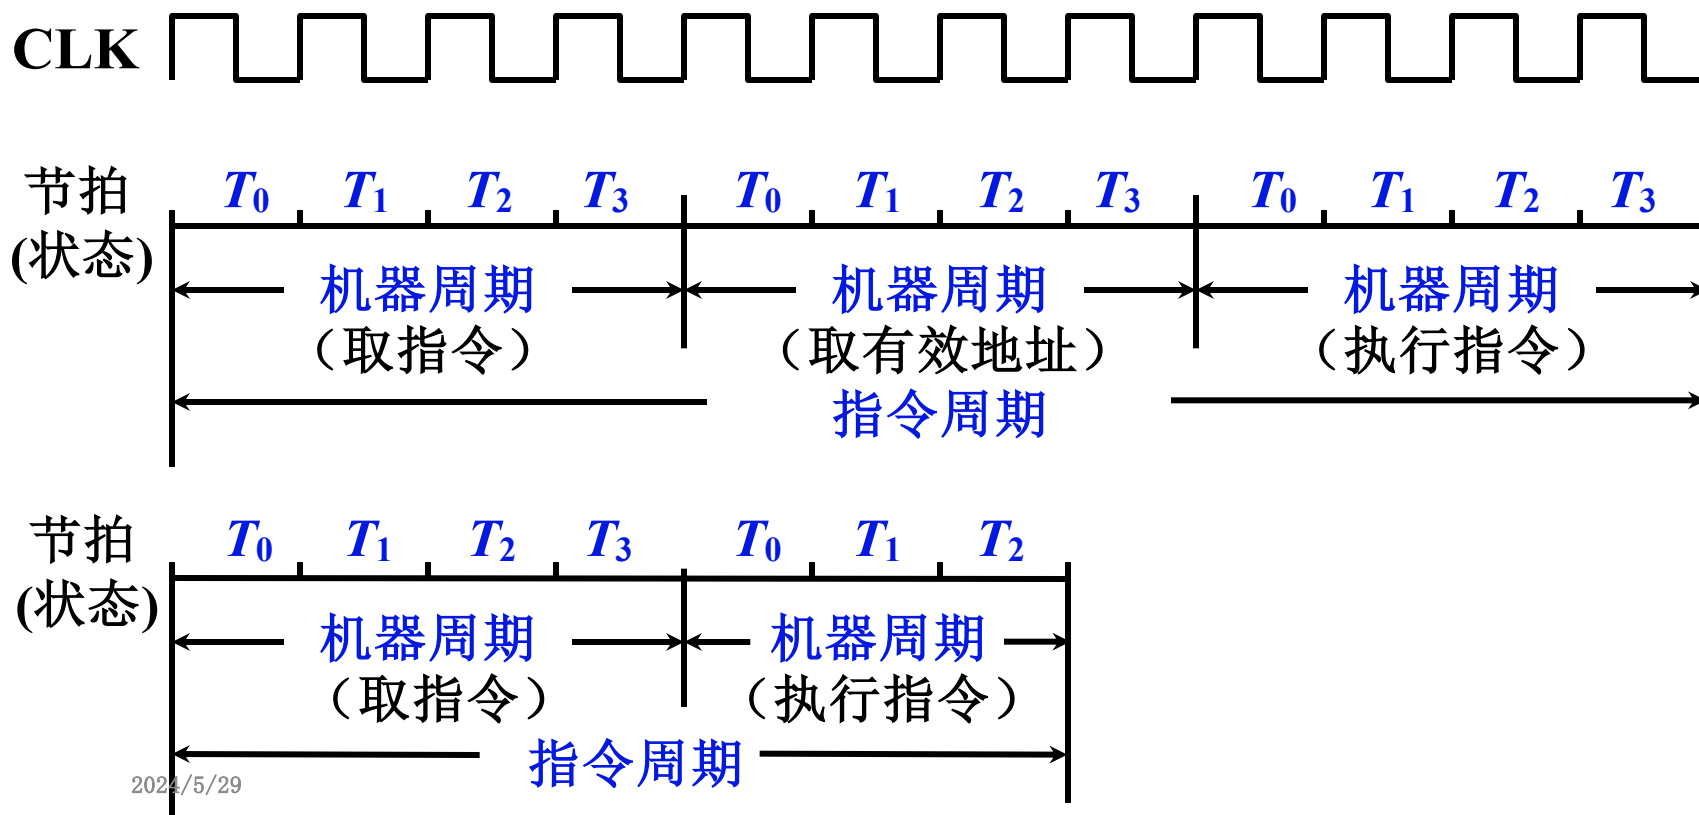 CLK
节拍
(状态)
T0 T1 T2 T3 T0 T1 T2 T3 T0 T1 T2 T3
机器周期 机器周期 机器周期
（取指令） （取有效地址） （执行指令）
指令周期
节拍
(状态)
T0 T1 T2 T3 T0 T1 T2
机器周期 机器周期
（取指令） （执行指令）
指令周期
2024/5/29